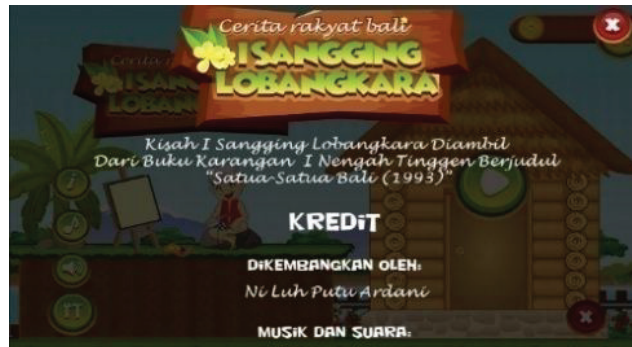 Cerita rakyat bali
I SANGGING
LOBANGKARA
Kisah I Sangging Lobangkara Diambil
Dari Buku Karangan I Nengah Tinggen Berjudul
"Satua-Satua Bali (1993)"
KREDiT
DiKEMBANGKAN OLEH:
Ni Luh Putu Ardani
MUSiK DAN SUARA: